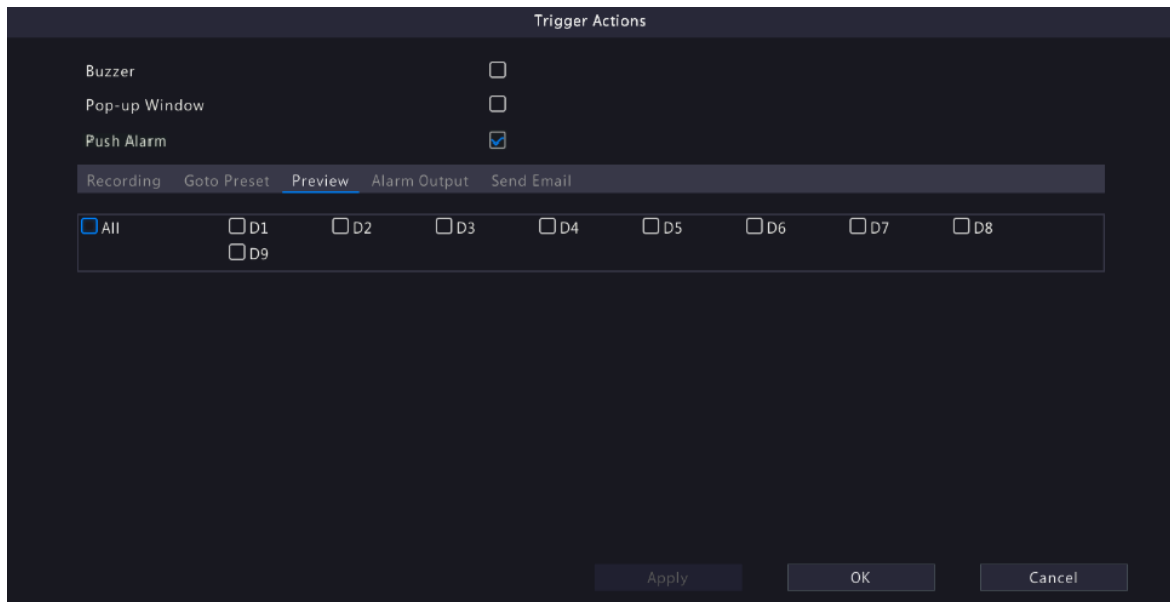 Trigger Actions
Buzzer
Pop-up Window
Push Alarm
Recording Goto Preset Preview Alarm Output Send Email
All D1 D2 D3 D4 D5 D6 D7 D8
D9
Apply OK Cancel